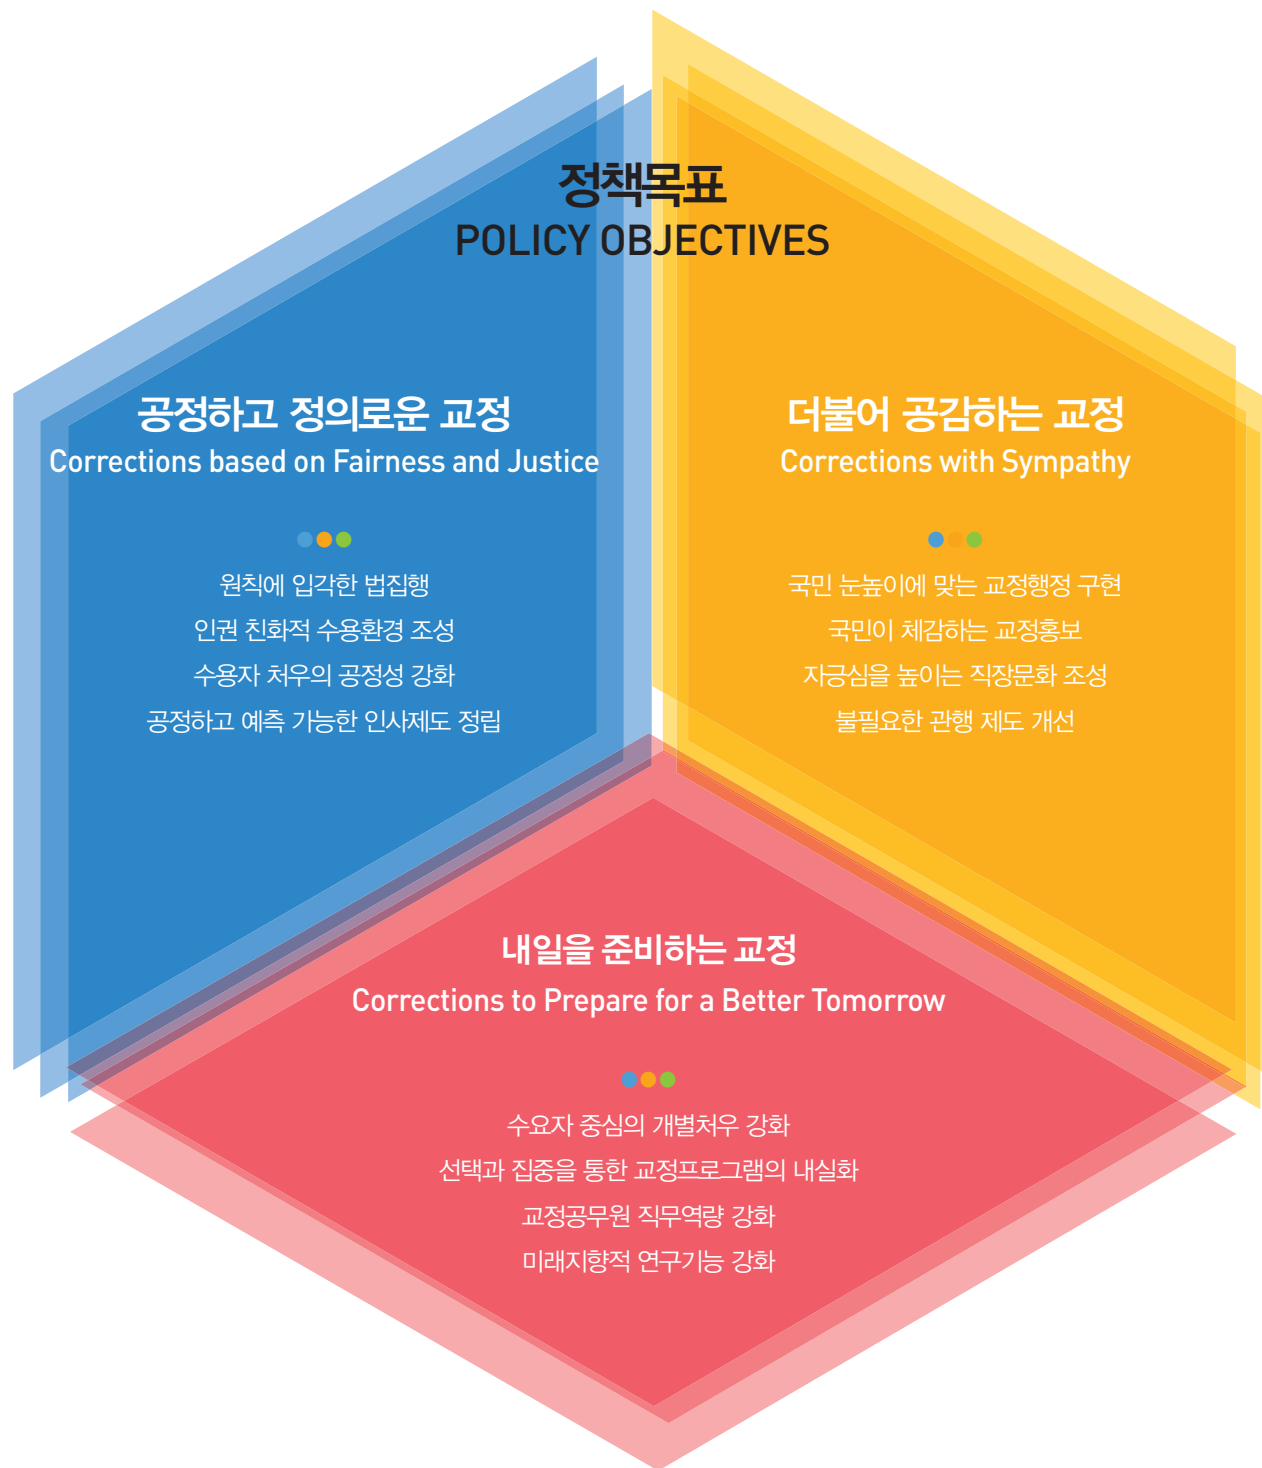 정책목표
POLICY OBJECTIVES
공정하고 정의로운 교정
Corrections based on Fairness and Justice
원칙에 입각한 법집행
인권 친화적 수용환경 조성
수용자 처우의 공정성 강화
공정하고 예측 가능한 인사제도 정립
더불어 공감하는 교정
Corrections with Sympathy
국민 눈높이에 맞는 교정행정 구현
국민이 체감하는 교정홍보
자긍심을 높이는 직장문화 조성
불필요한 관행 제도 개선
내일을 준비하는 교정
Corrections to Prepare for a Better Tomorrow
수요자 중심의 개별처우 강화
선택과 집중을 통한 교정프로그램의 내실화
교정공무원 직무역량 강화
미래지향적 연구기능 강화